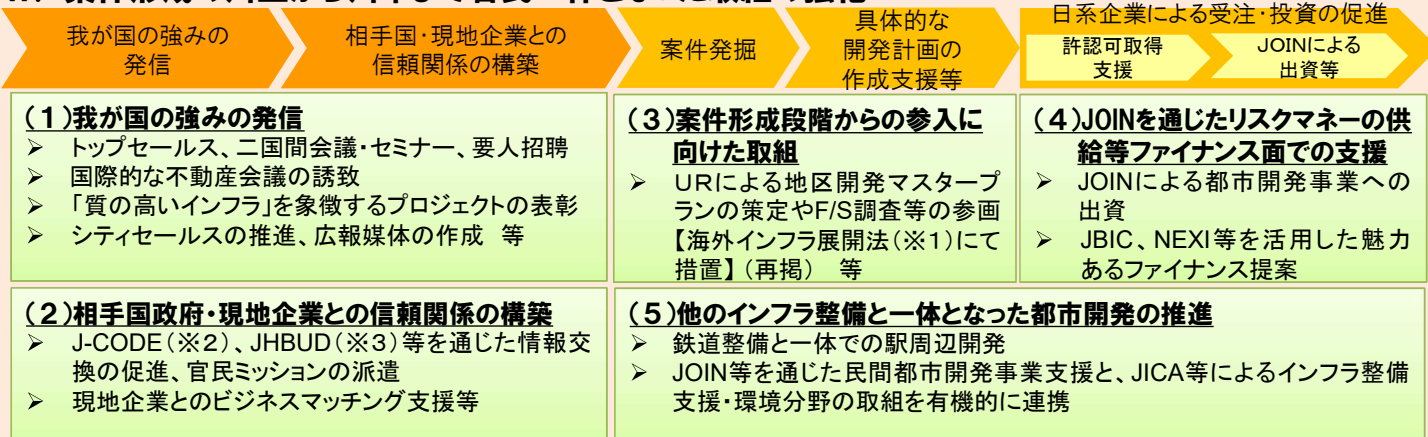 我が国の強みの
発信
相手国・現地企業との
信頼関係の構築
案件発掘
具体的な
開発計画の
作成支援等
日系企業による受注・投資の促進
許認可取得
支援
JOINによる
出資等
(1)我が国の強みの発信
➢ トップセールス、二国間会議・セミナー、要人招聘
➢ 国際的な不動産会議の誘致
➢ 「質の高いインフラ」を象徴するプロジェクトの表彰
➢ シティセールスの推進、広報媒体の作成 等
(2)相手国政府・現地企業との信頼関係の構築
➢ J-CODE(※2)、JHBUD(※3)等を通じた情報交
換の促進、官民ミッションの派遣
➢ 現地企業とのビジネスマッチング支援等
(3)案件形成段階からの参入に
向けた取組
➢ URによる地区開発マスタープ
ランの策定やF/S調査等の参画
【海外インフラ展開法(※1)にて
措置】(再掲) 等
(4)JOINを通じたリスクマネーの供
給等ファイナンス面での支援
➢ JOINによる都市開発事業への
出資
➢ JBIC、NEXI等を活用した魅力
あるファイナンス提案
(5)他のインフラ整備と一体となった都市開発の推進
➢ 鉄道整備と一体での駅周辺開発
➢ JOIN等を通じた民間都市開発事業支援と、JICA等によるインフラ整備
支援・環境分野の取組を有機的に連携